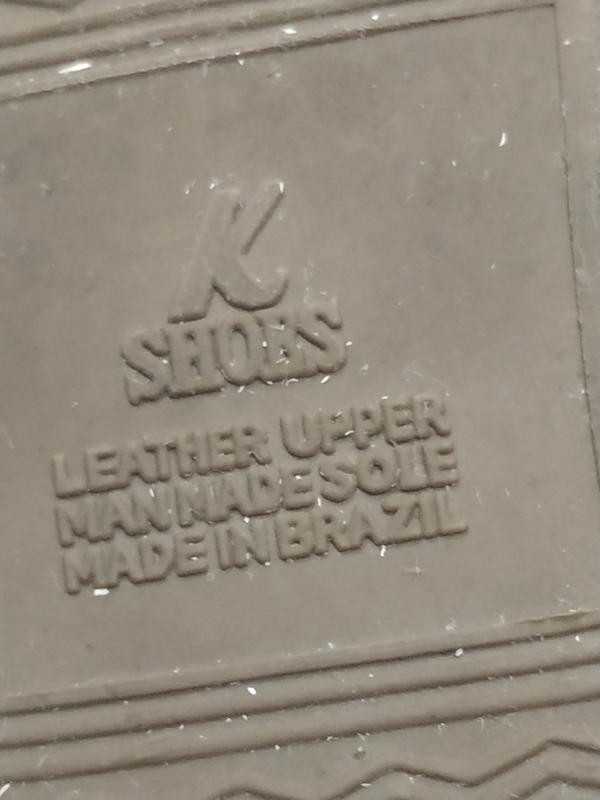 K
SHOES
LEATHER UPPER
MAN MADE SOLE
MADE IN BRAZIL